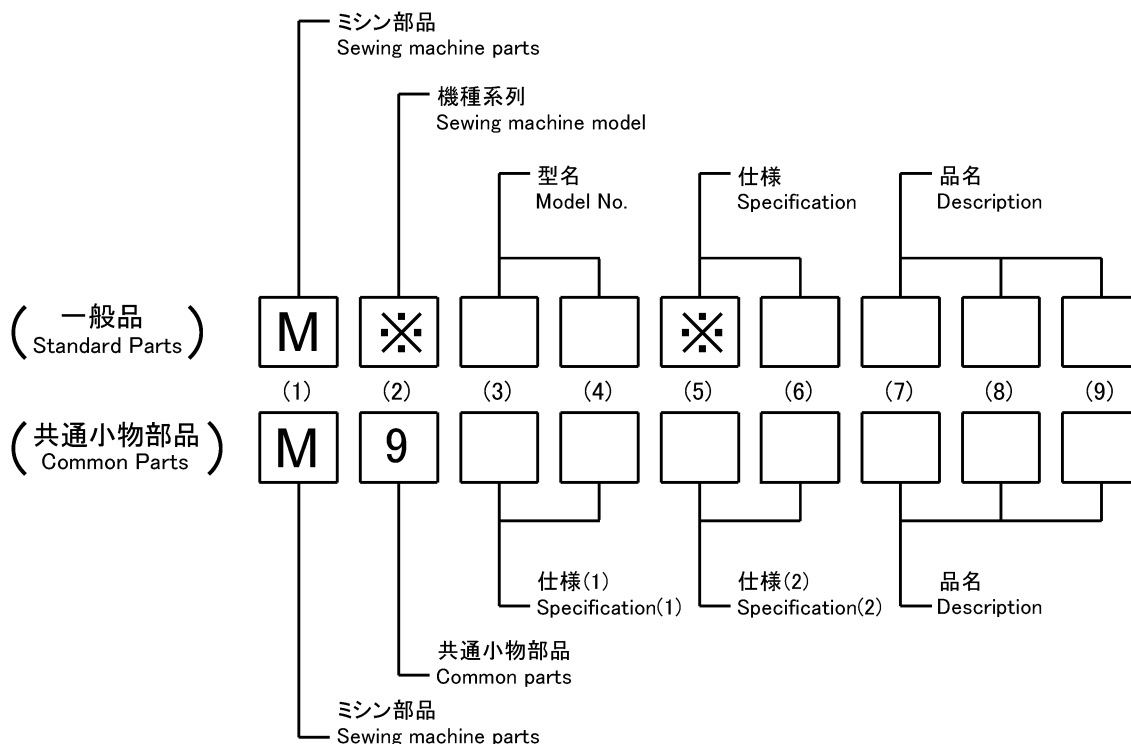 ミシン部品
Sewing machine parts
機種系列
Sewing machine model
型名
Model No.
仕様
Specification
品名
Description
一般品
Standard Parts
M ※ ※
(1) (2) (3) (4) (5) (6) (7) (8) (9)
共通小物部品
Common Parts
M 9
仕様(1)
Specification(1)
仕様(2)
Specification(2)
品名
Description
共通小物部品
Common parts
ミシン部品
Sewing machine parts